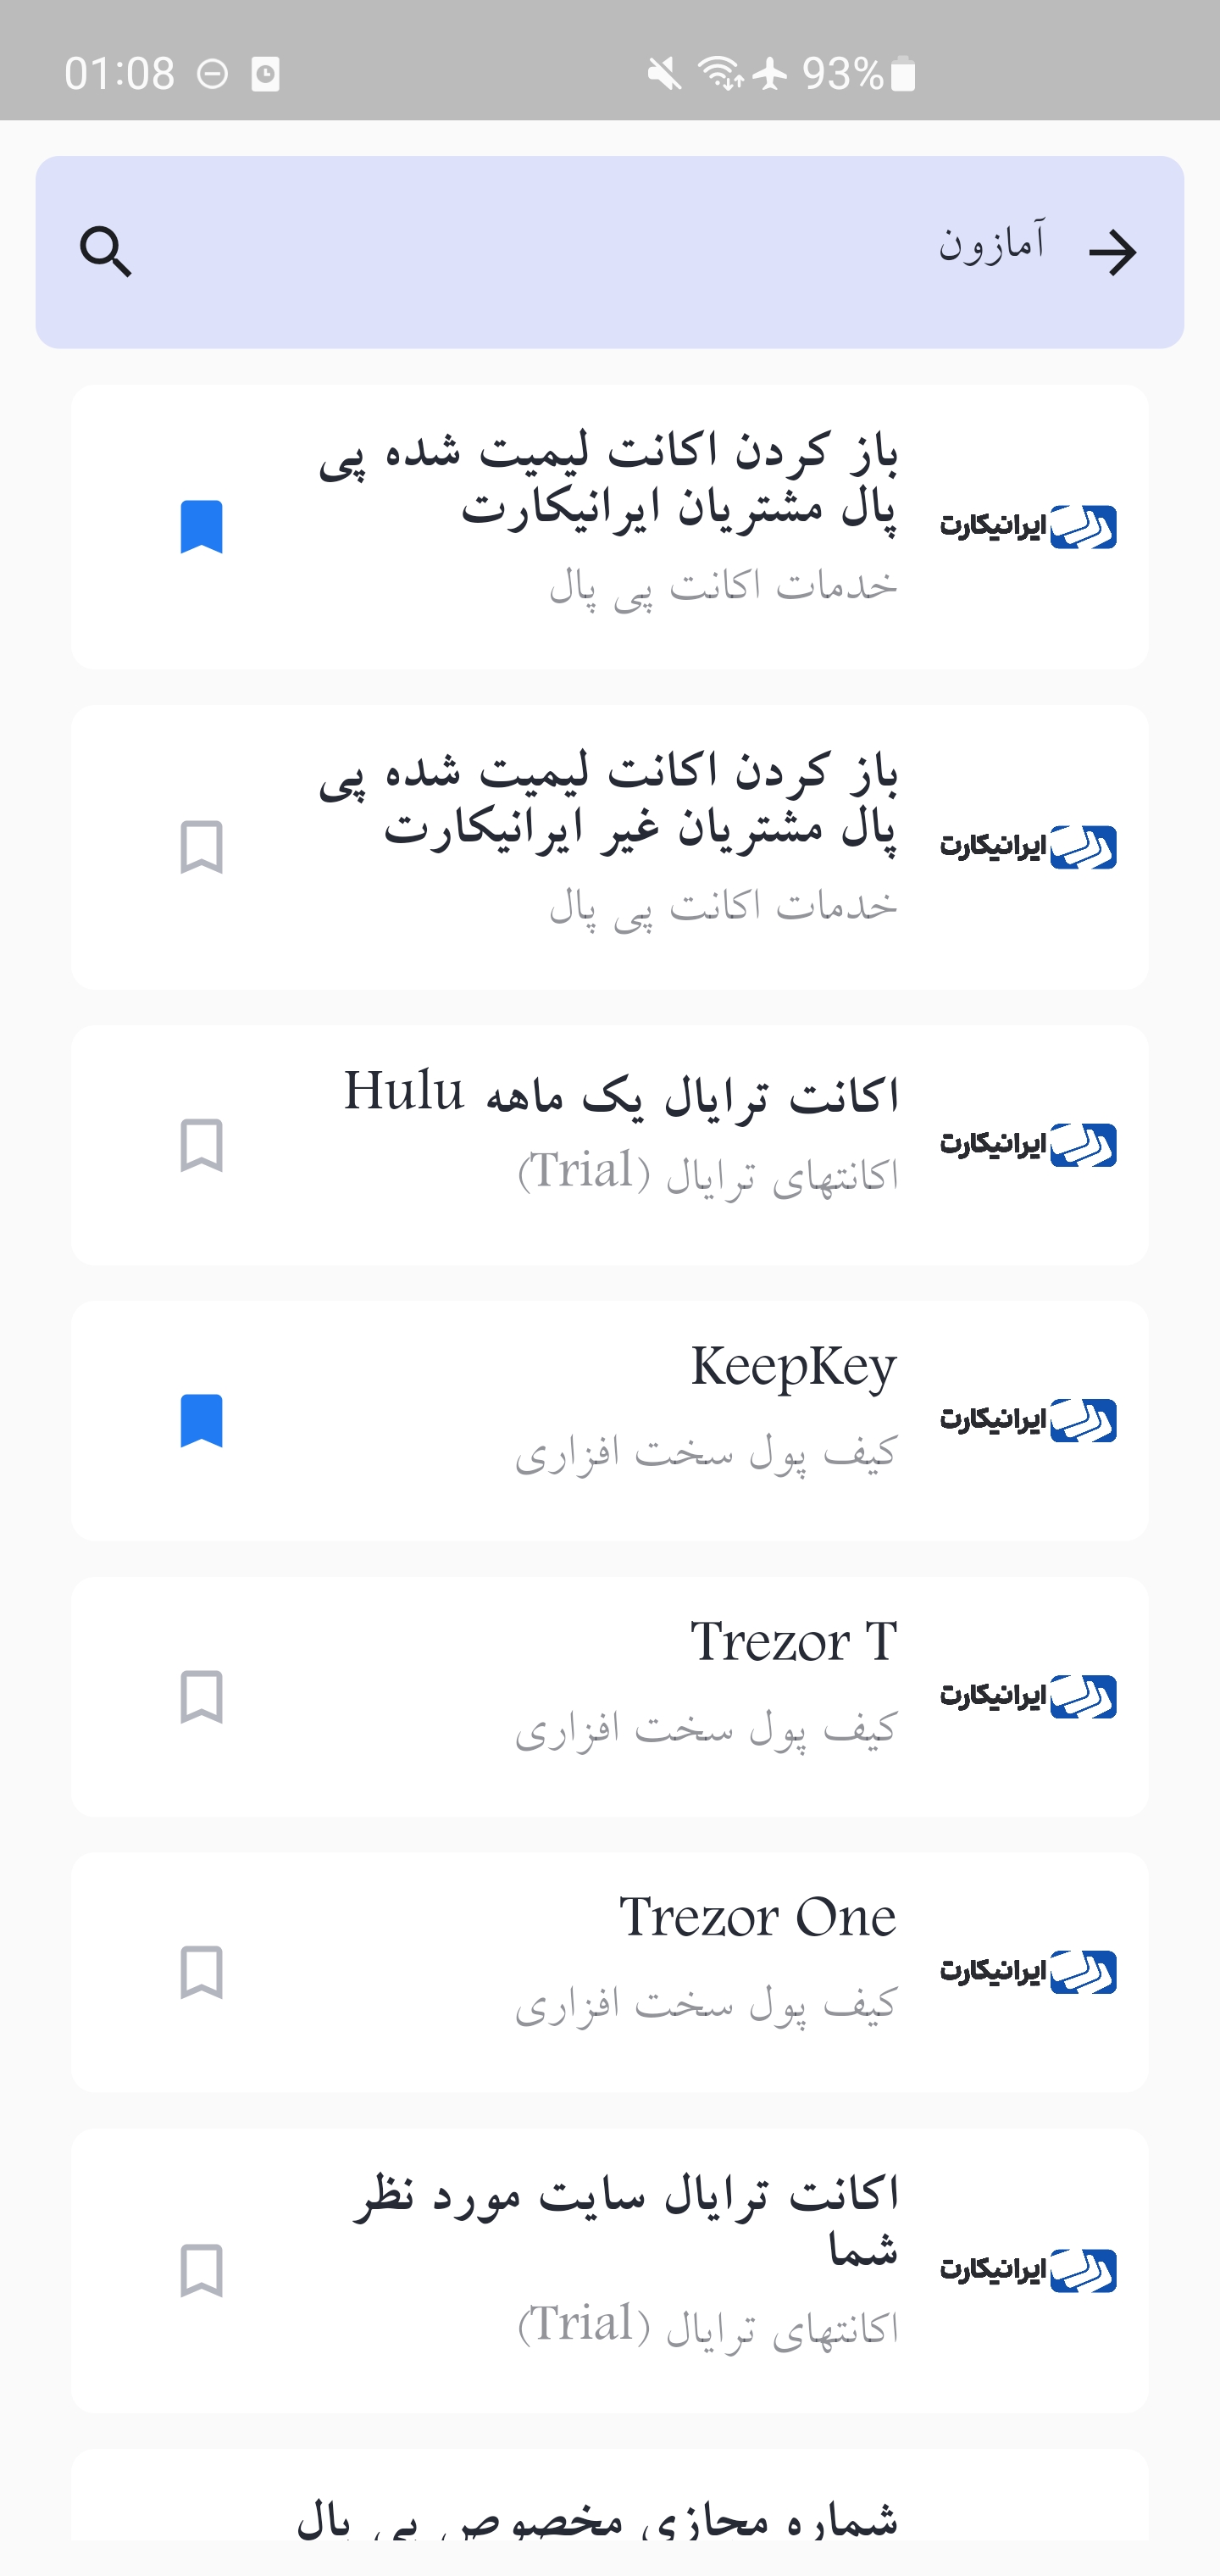 01:08
93%
آمازون
باز کردن اکانت لیمیت شده پی
پال مشتریان ایرانیکارت
خدمات اکانت پی پال
ایرانیکارت
باز کردن اکانت لیمیت شده پی
پال مشتریان غیر ایرانیکارت
خدمات اکانت پی پال
ایرانیکارت
اکانت ترایال یک ماهه Hulu
اکانتهای ترایال (Trial)
ایرانیکارت
KeepKey
کیف پول سخت افزاری
ایرانیکارت
Trezor T
کیف پول سخت افزاری
ایرانیکارت
Trezor One
کیف پول سخت افزاری
ایرانیکارت
اکانت ترایال سایت مورد نظر
شما
اکانتهای ترایال (Trial)
ایرانیکارت
شماره مجازی مخصوص پی پال